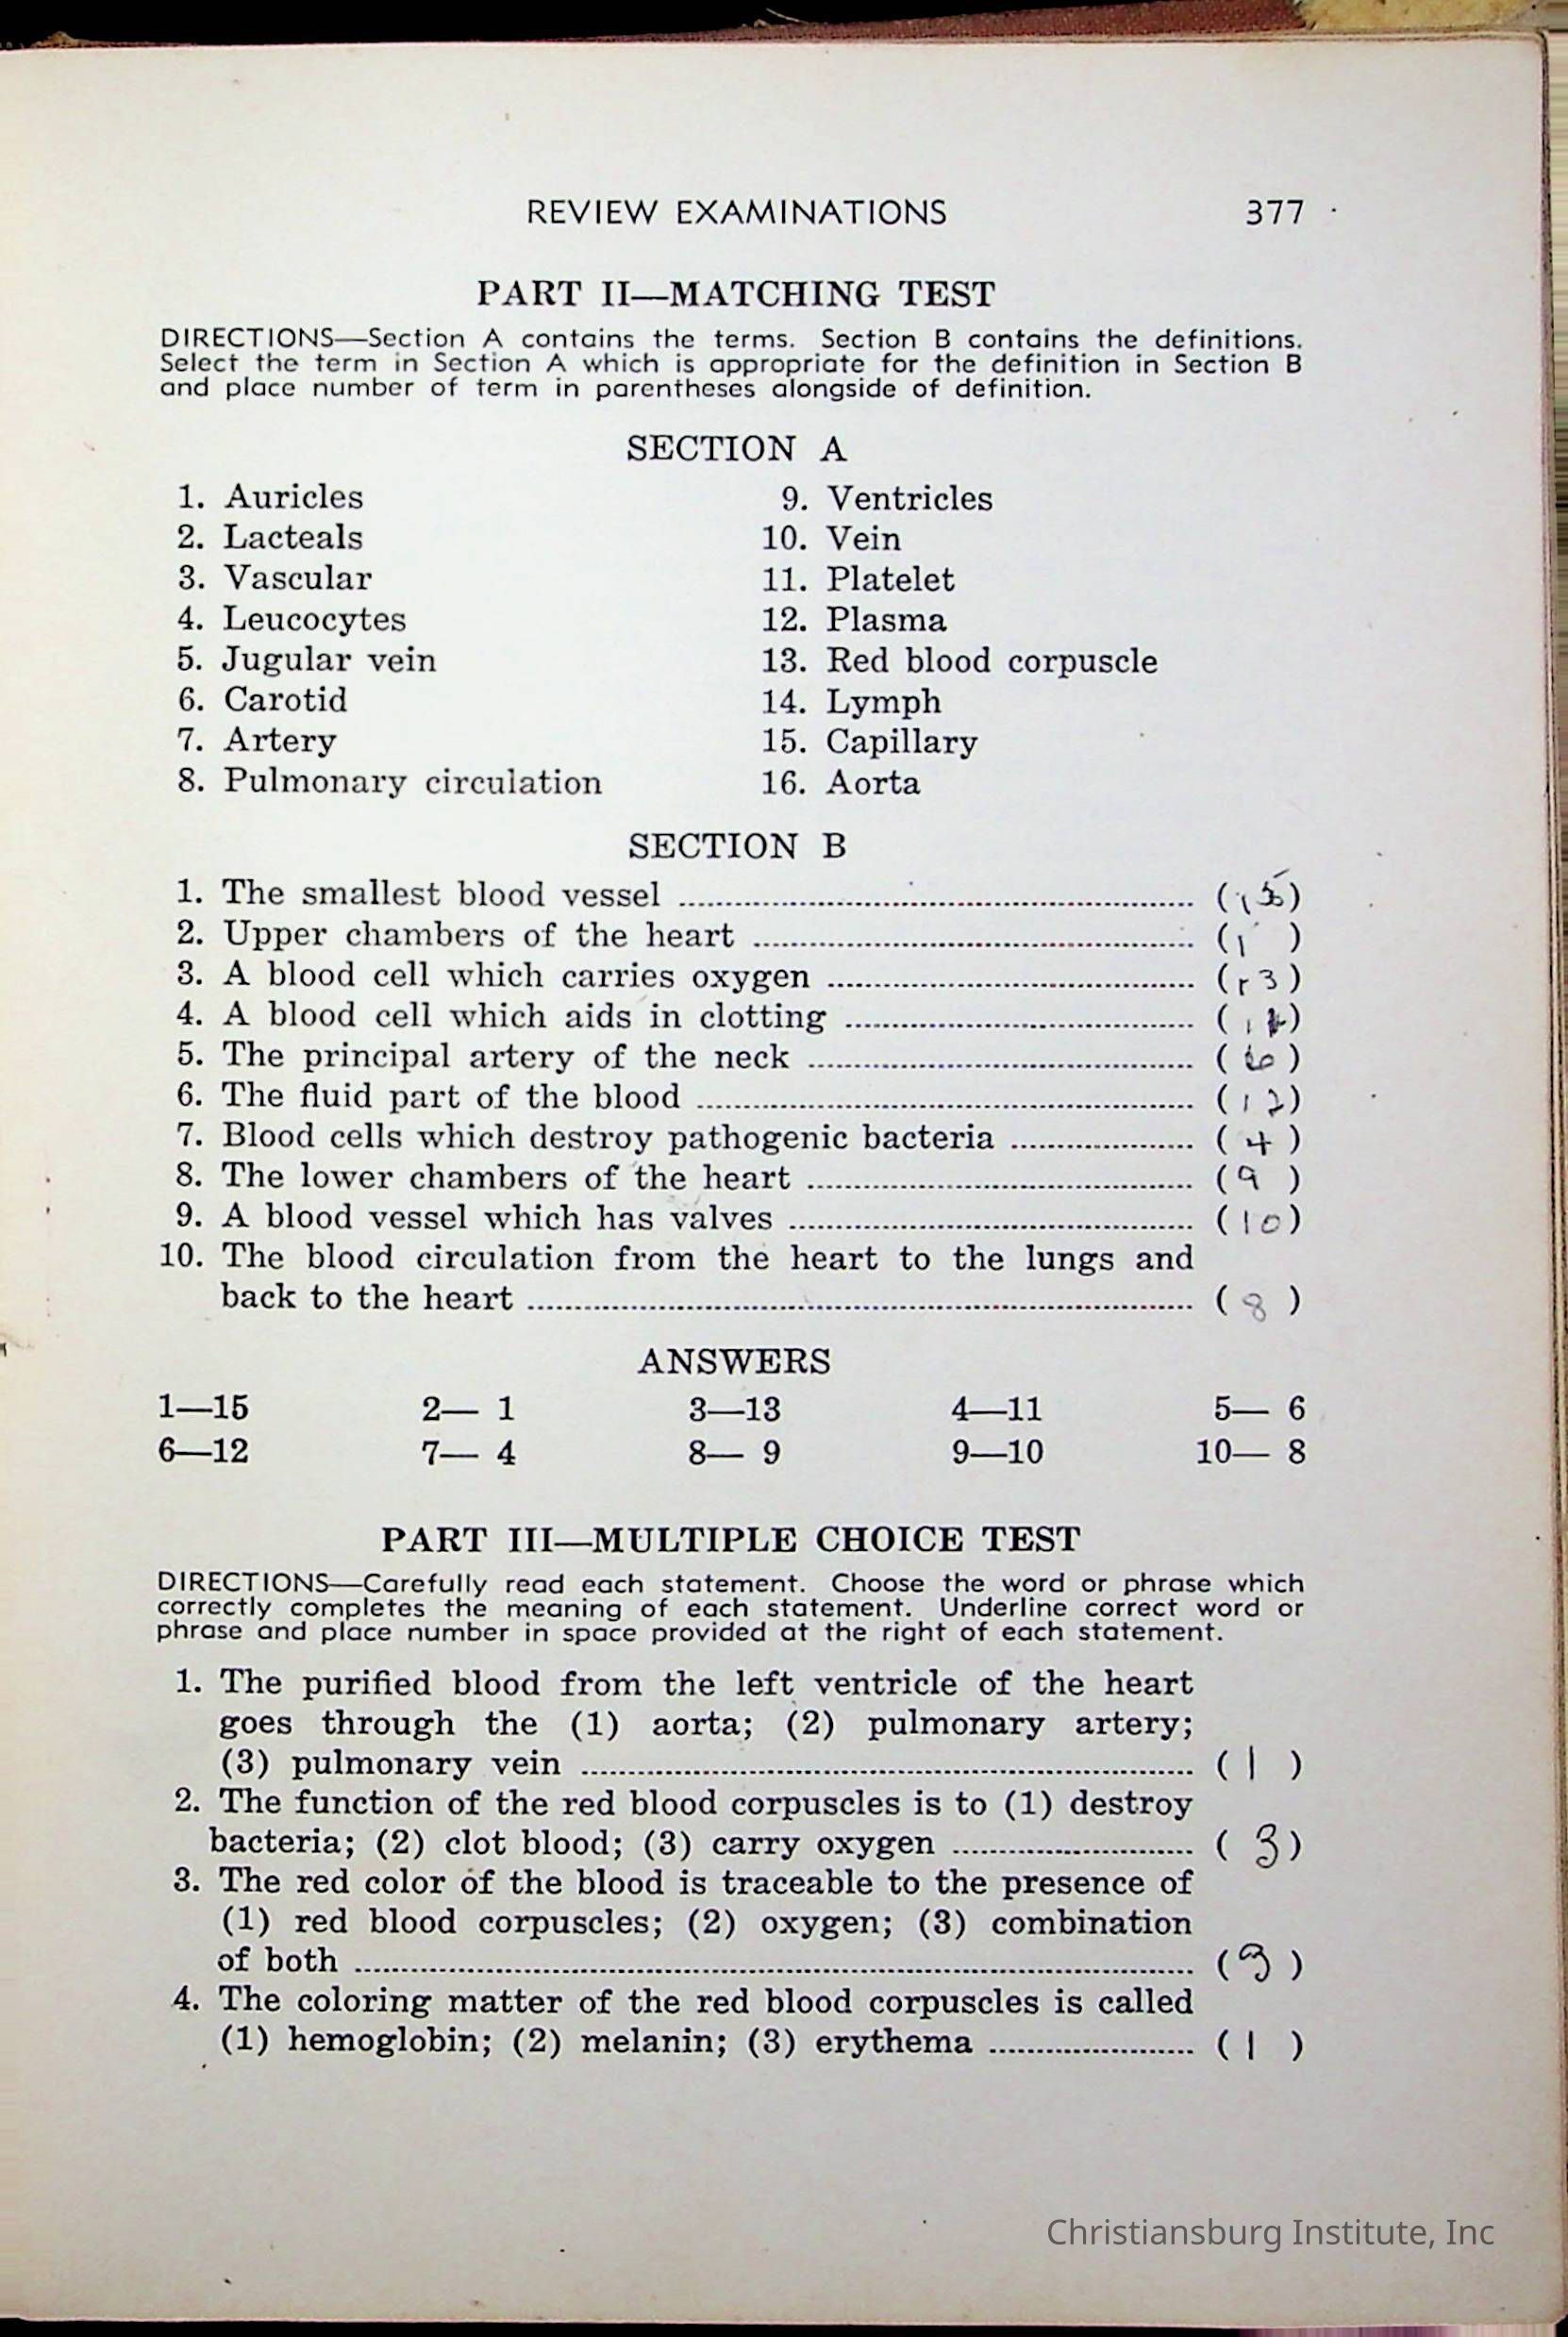 REVIEW EXAMINATIONS 377
PART II—MATCHING TEST
DIRECTIONS—Section A contains the terms. Section B contains the definitions.
Select the term in Section A which is appropriate for the definition in Section B
and place number of term in parentheses alongside of definition.
SECTION A
1. Auricles
2. Lacteals
3. Vascular
4. Leucocytes
5. Jugular vein
6. Carotid
7. Artery
8. Pulmonary circulation
9. Ventricles
10. Vein
11. Platelet
12. Plasma
13. Red blood corpuscle
14. Lymph
15. Capillary
16. Aorta
SECTION B
1. The smallest blood vessel (15)
2. Upper chambers of the heart (1 )
3. A blood cell which carries oxygen (13)
4. A blood cell which aids in clotting
5. The principal artery of the neck (6)
6. The fluid part of the blood (12)
7. Blood cells which destroy pathogenic bacteria (4)
8. The lower chambers of the heart (9 )
9. A blood vessel which has valves (10)
10. The blood circulation from the heart to the lungs and
back to the heart (8 )
ANSWERS
1—15 2— 1 3—13 4—11 5— 6
6—12 7— 4 8— 9 9—10 10— 8
PART III—MULTIPLE CHOICE TEST
DIRECTIONS—Carefully read each statement. Choose the word or phrase which
correctly completes the meaning of each statement. Underline correct word or
phrase and place number in space provided at the right of each statement.
1. The purified blood from the left ventricle of the heart
goes through the (1) aorta; (2) pulmonary artery;
(3) pulmonary vein (1 )
2. The function of the red blood corpuscles is to (1) destroy
bacteria; (2) clot blood; (3) carry oxygen ( 3)
3. The red color of the blood is traceable to the presence of
(1) red blood corpuscles; (2) oxygen; (3) combination
of both (3 )
4. The coloring matter of the red blood corpuscles is called
(1) hemoglobin; (2) melanin; (3) erythema (1 )
Christiansburg Institute, Inc